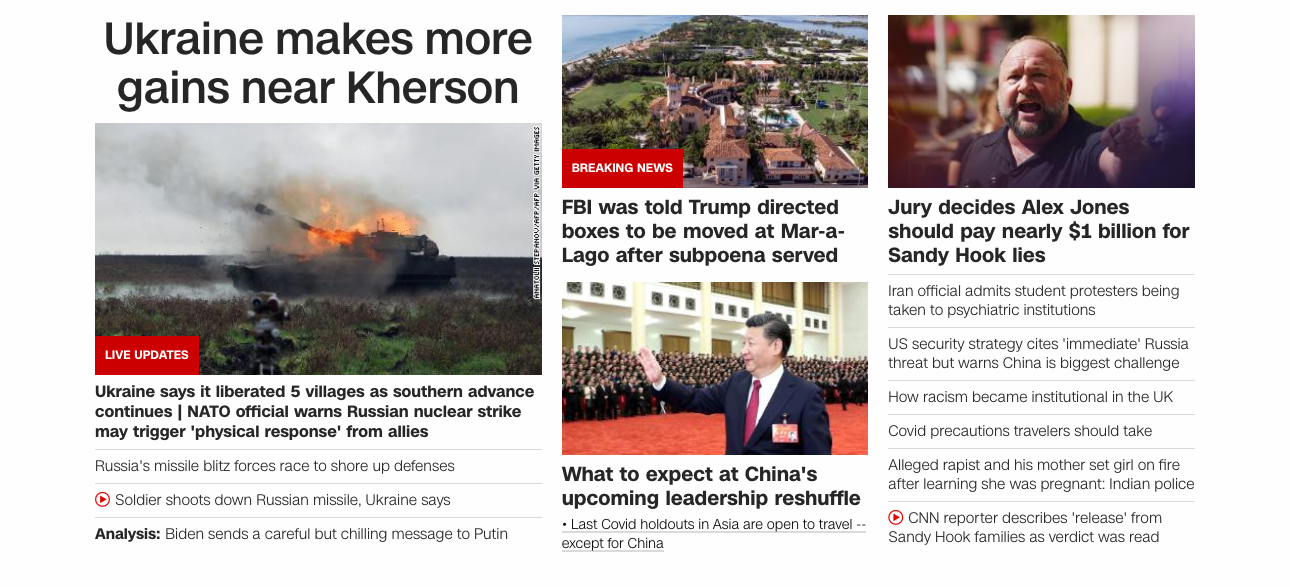 Ukraine makes more
gains near Kherson
ANATOLII STEPANOV/AFP/AFP VIA GETTY IMAGES
LIVE UPDATES
Ukraine says it liberated 5 villages as southern advance
continues | NATO official warns Russian nuclear strike
may trigger 'physical response' from allies
Russia's missile blitz forces race to shore up defenses
Soldier shoots down Russian missile, Ukraine says
Analysis: Biden sends a careful but chilling message to Putin
BREAKING NEWS
FBI was told Trump directed
boxes to be moved at Mar-a-
Lago after subpoena served
What to expect at China's
upcoming leadership reshuffle
• Last Covid holdouts in Asia are open to travel --
except for China
Jury decides Alex Jones
should pay nearly $1 billion for
Sandy Hook lies
Iran official admits student protesters being
taken to psychiatric institutions
US security strategy cites 'immediate' Russia
threat but warns China is biggest challenge
How racism became institutional in the UK
Covid precautions travelers should take
Alleged rapist and his mother set girl on fire
after learning she was pregnant: Indian police
CNN reporter describes 'release' from
Sandy Hook families as verdict was read